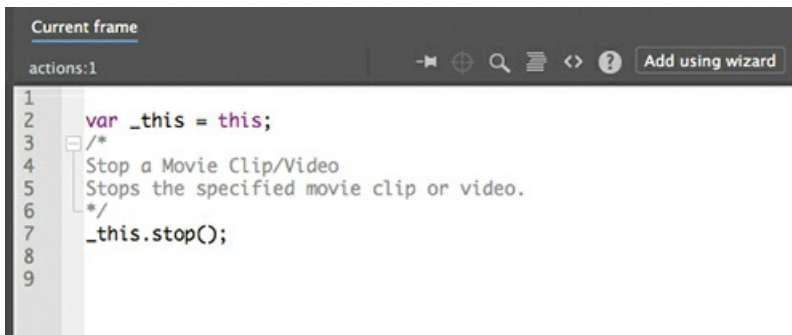 Current frame
actions:1
<> ? Add using wizard
1
2 var _this = this;
3 /*
4 Stop a Movie Clip/Video
5 Stops the specified movie clip or video.
6 */
7 _this.stop();
8
9